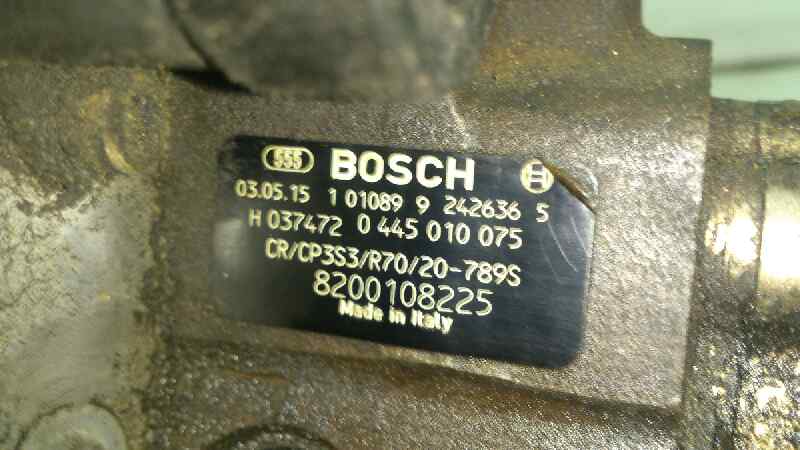 555 BOSCH
03.05.15 1 01089 9 242636 5
H 037472 0 445 010 075
CR/CP3S3/R70/20-789S
8200108225
Made in Italy